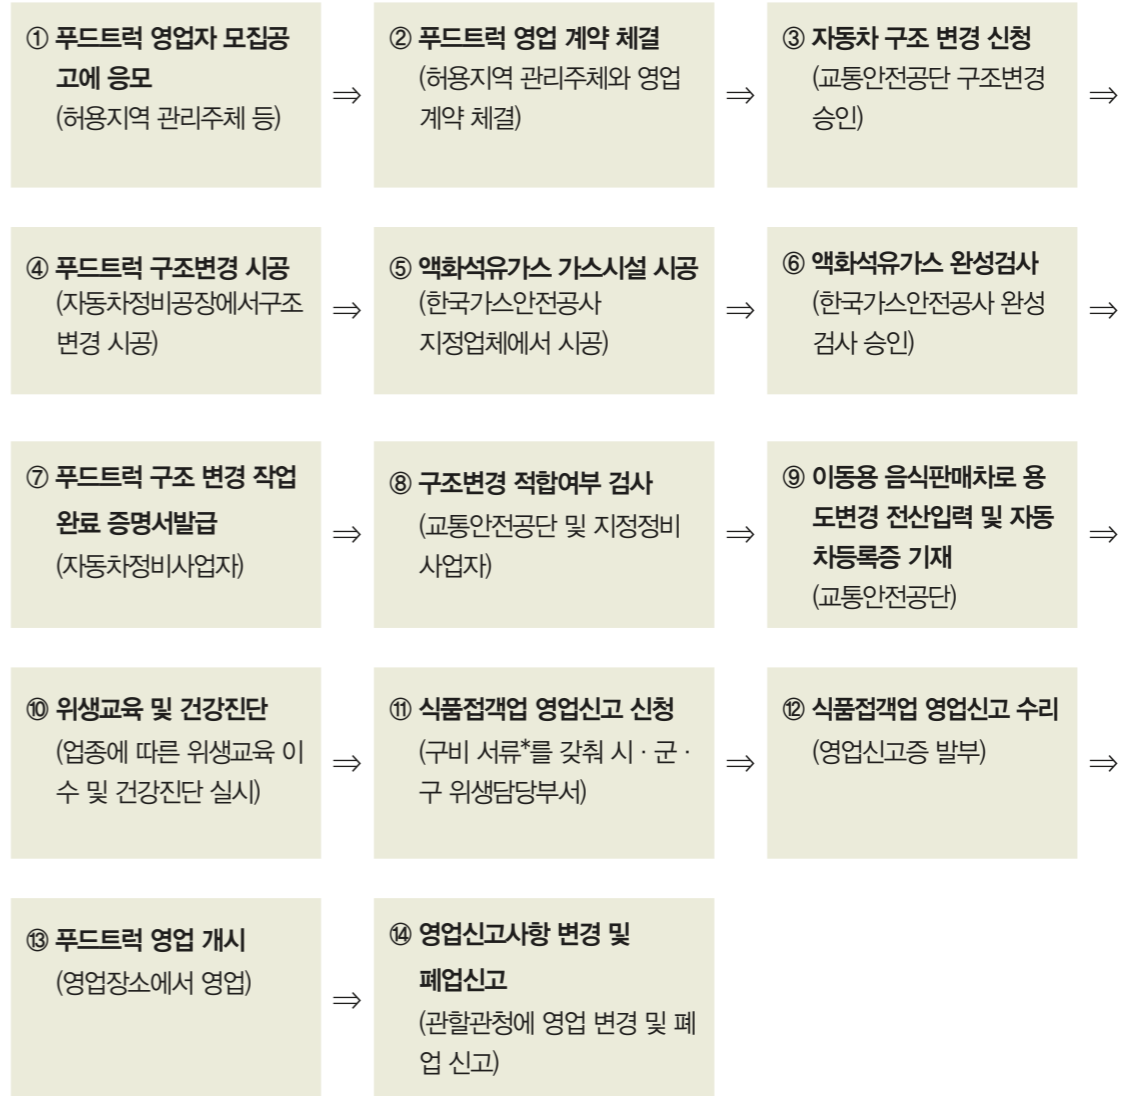 ① 푸드트럭 영업자 모집공
고에 응모
(허용지역 관리주체 등)
⇒
② 푸드트럭 영업 계약 체결
(허용지역 관리주체와 영업
계약 체결)
⇒
③ 자동차 구조 변경 신청
(교통안전공단 구조변경
승인)
⇒
④ 푸드트럭 구조변경 시공
(자동차정비공장에서구조
변경 시공)
⇒
⑤ 액화석유가스 가스시설 시공
(한국가스안전공사
지정업체에서 시공)
⇒
⑥ 액화석유가스 완성검사
(한국가스안전공사 완성
검사 승인)
⇒
⑦ 푸드트럭 구조 변경 작업
완료 증명서발급
(자동차정비사업자)
⇒
⑧ 구조변경 적합여부 검사
(교통안전공단 및 지정정비
사업자)
⇒
⑨ 이동용 음식판매차로 용
도변경 전산입력 및 자동
차등록증 기재
(교통안전공단)
⇒
⑩ 위생교육 및 건강진단
(업종에 따른 위생교육 이
수 및 건강진단 실시)
⇒
⑪ 식품접객업 영업신고 신청
(구비 서류*를 갖춰 시 · 군 ·
구 위생담당부서)
⇒
⑫ 식품접객업 영업신고 수리
(영업신고증 발부)
⇒
⑬ 푸드트럭 영업 개시
(영업장소에서 영업)
⇒
⑭ 영업신고사항 변경 및
폐업신고
(관할관청에 영업 변경 및 폐
업 신고)